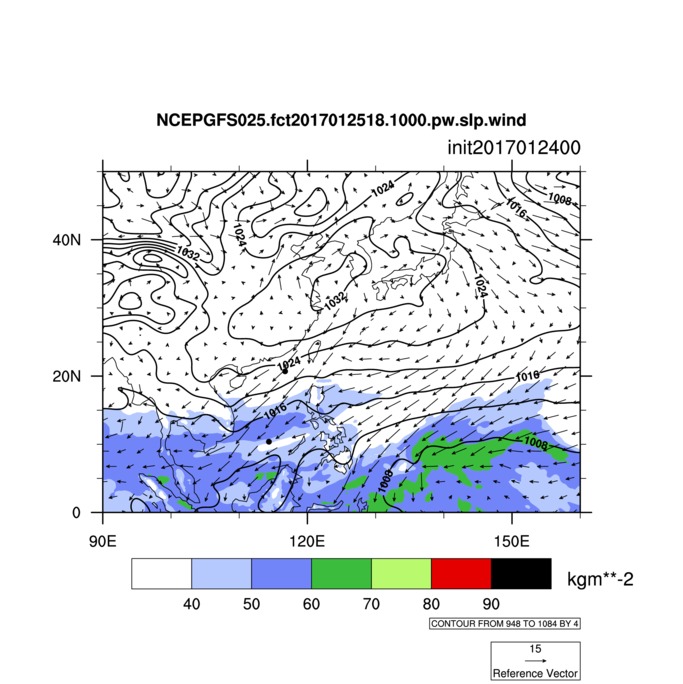 NCEPGFS025.fct2017012518.1000.pw.slp.wind
init2017012400
1024
1008
1016
1024
40N
1032
1024
1032
1024
20N
1016
1016
1008
1008
0
90E 120E 150E
40 50 60 70 80 90
kgm**-2
CONTOUR FROM 948 TO 1084 BY 4
15
Reference Vector